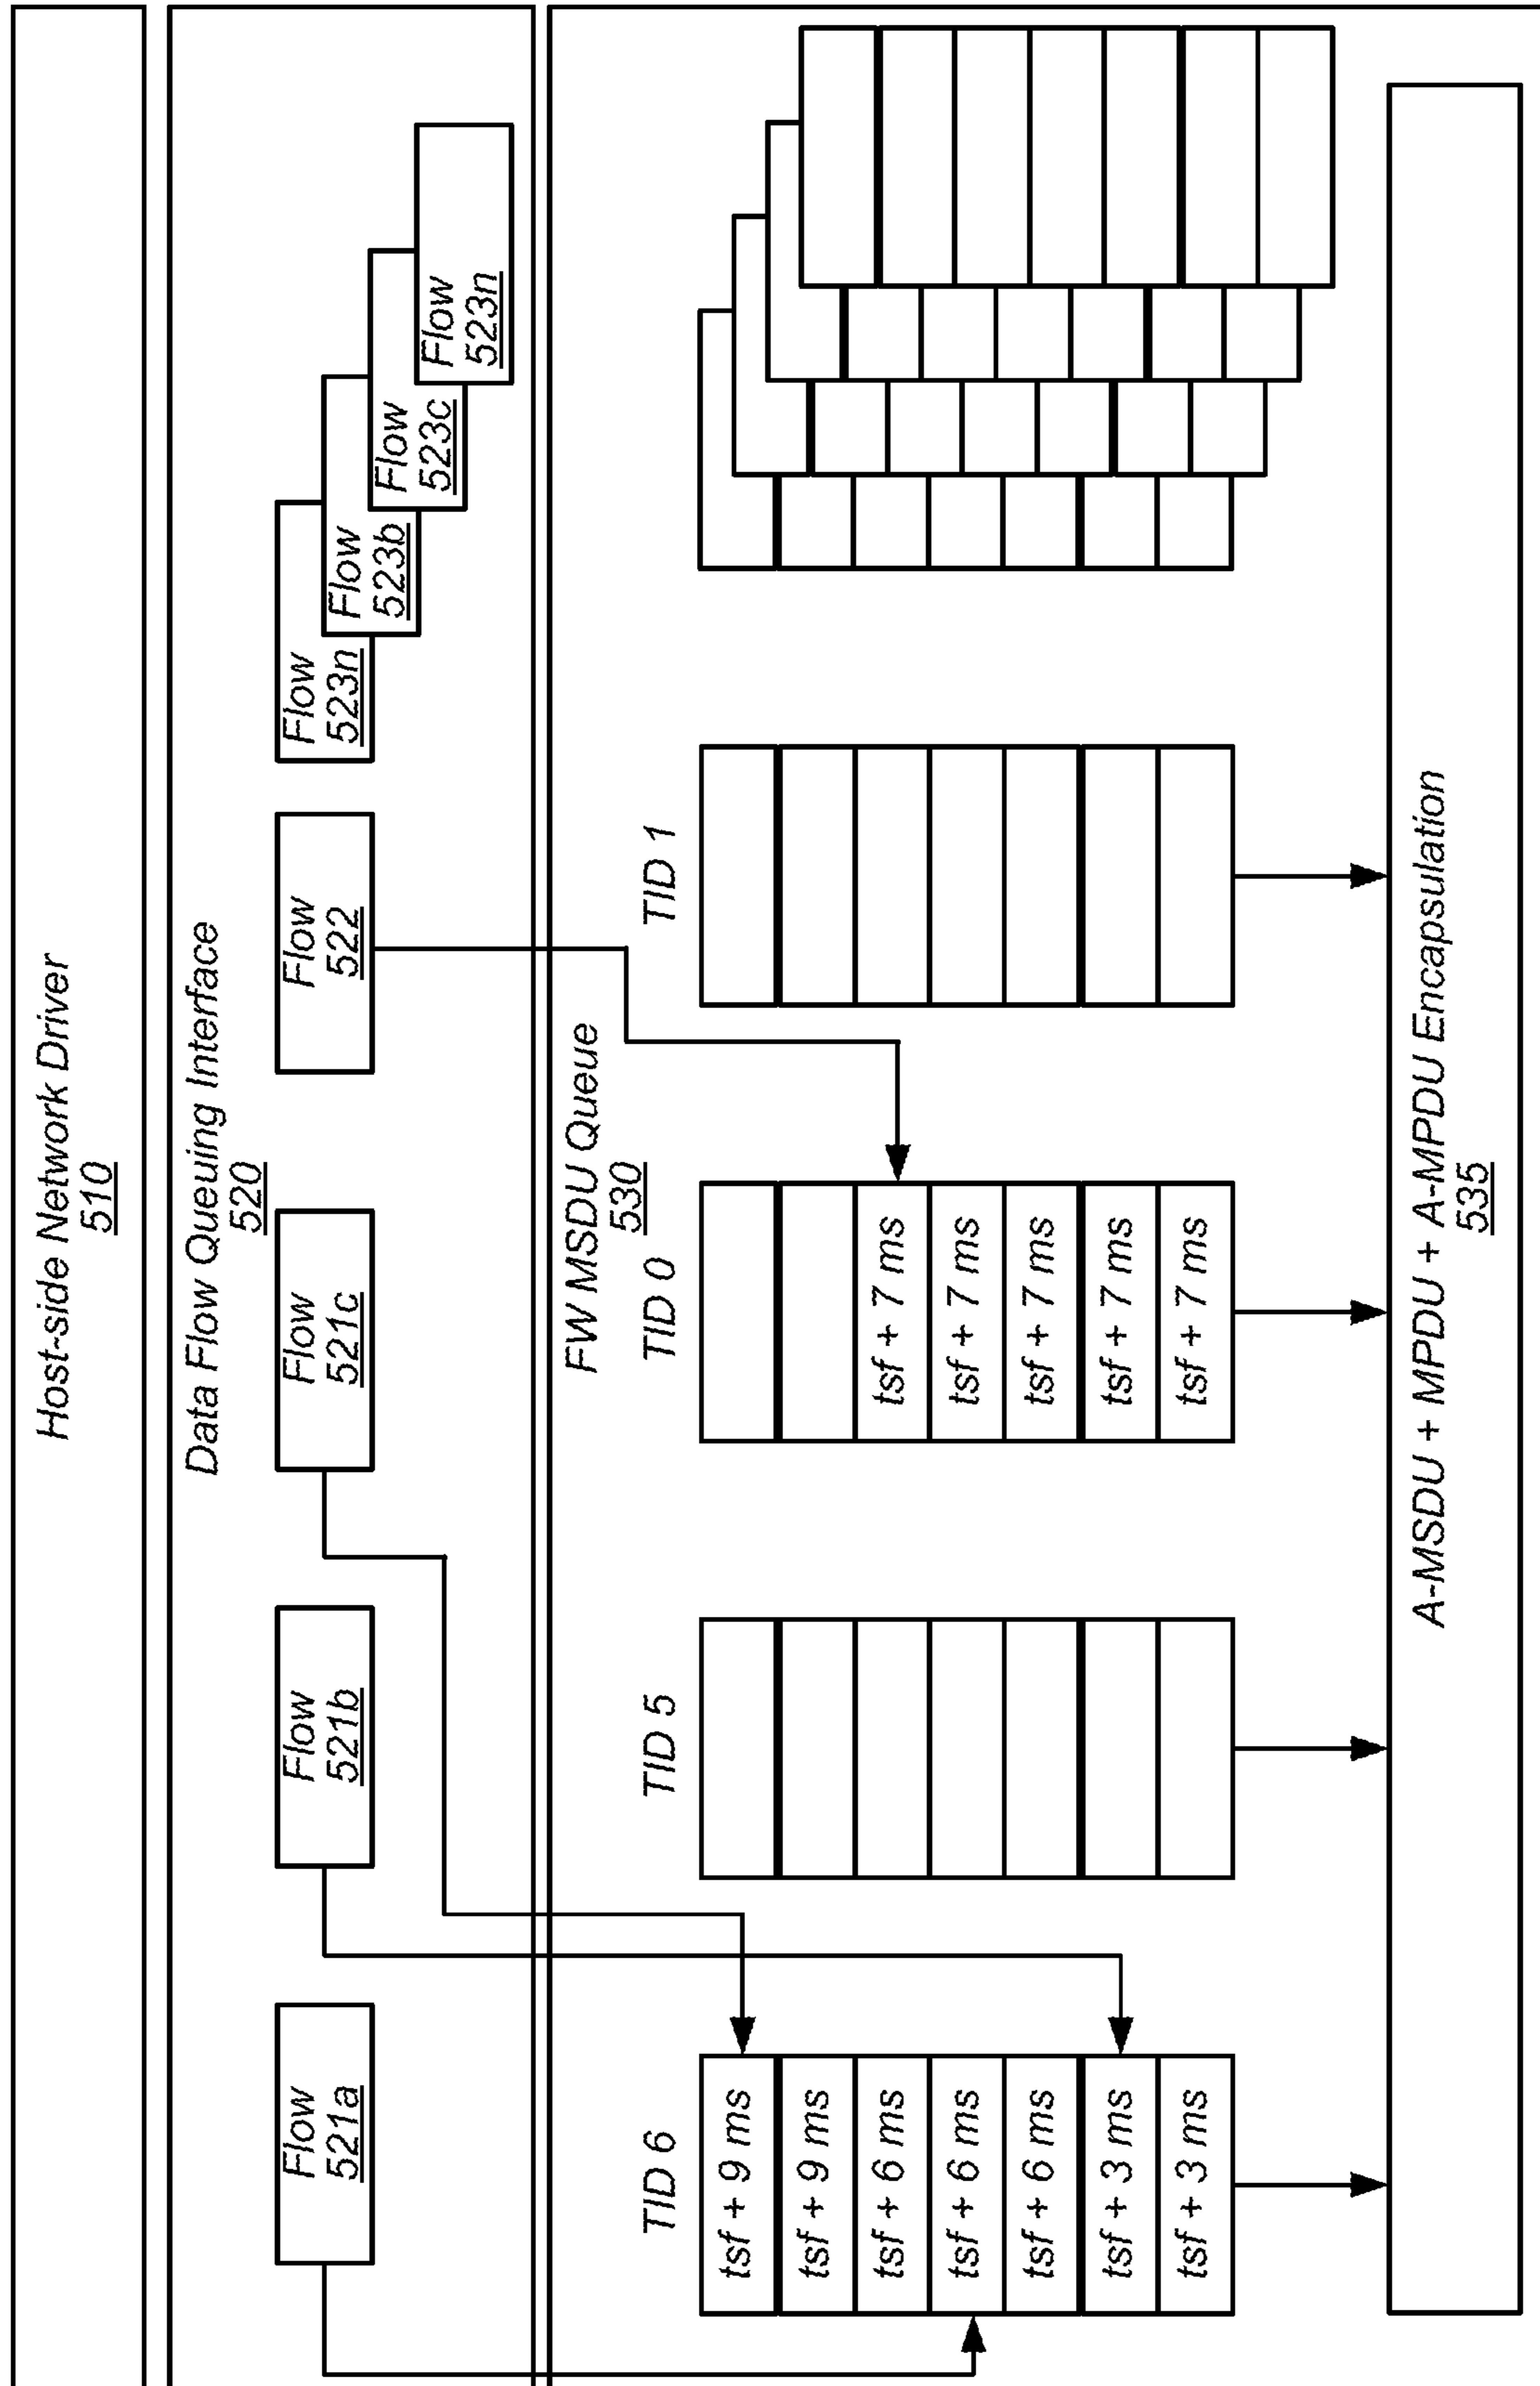 Host-side Network Driver
510
Data Flow Queuing Interface
520
Flow
521a
Flow
521b
Flow
521c
Flow
522
Flow
523n
Flow
523b
Flow
523c
Flow
523n
FW MSDU Queue
530
TID 6
TID 5
TID 0
TID 1
tsf + 9 ms
tsf + 9 ms
tsf + 6 ms
tsf + 6 ms
tsf + 6 ms
tsf + 3 ms
tsf + 3 ms
tsf + 7 ms
tsf + 7 ms
tsf + 7 ms
tsf + 7 ms
tsf + 7 ms
A-MSDU + MPDU + A-MPDU Encapsulation
535